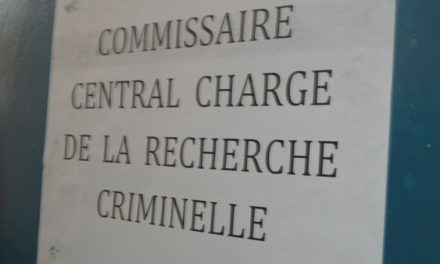 COMMISSAIRE
CENTRAL CHARGE
DE LA RECHERCHE
CRIMINELLE